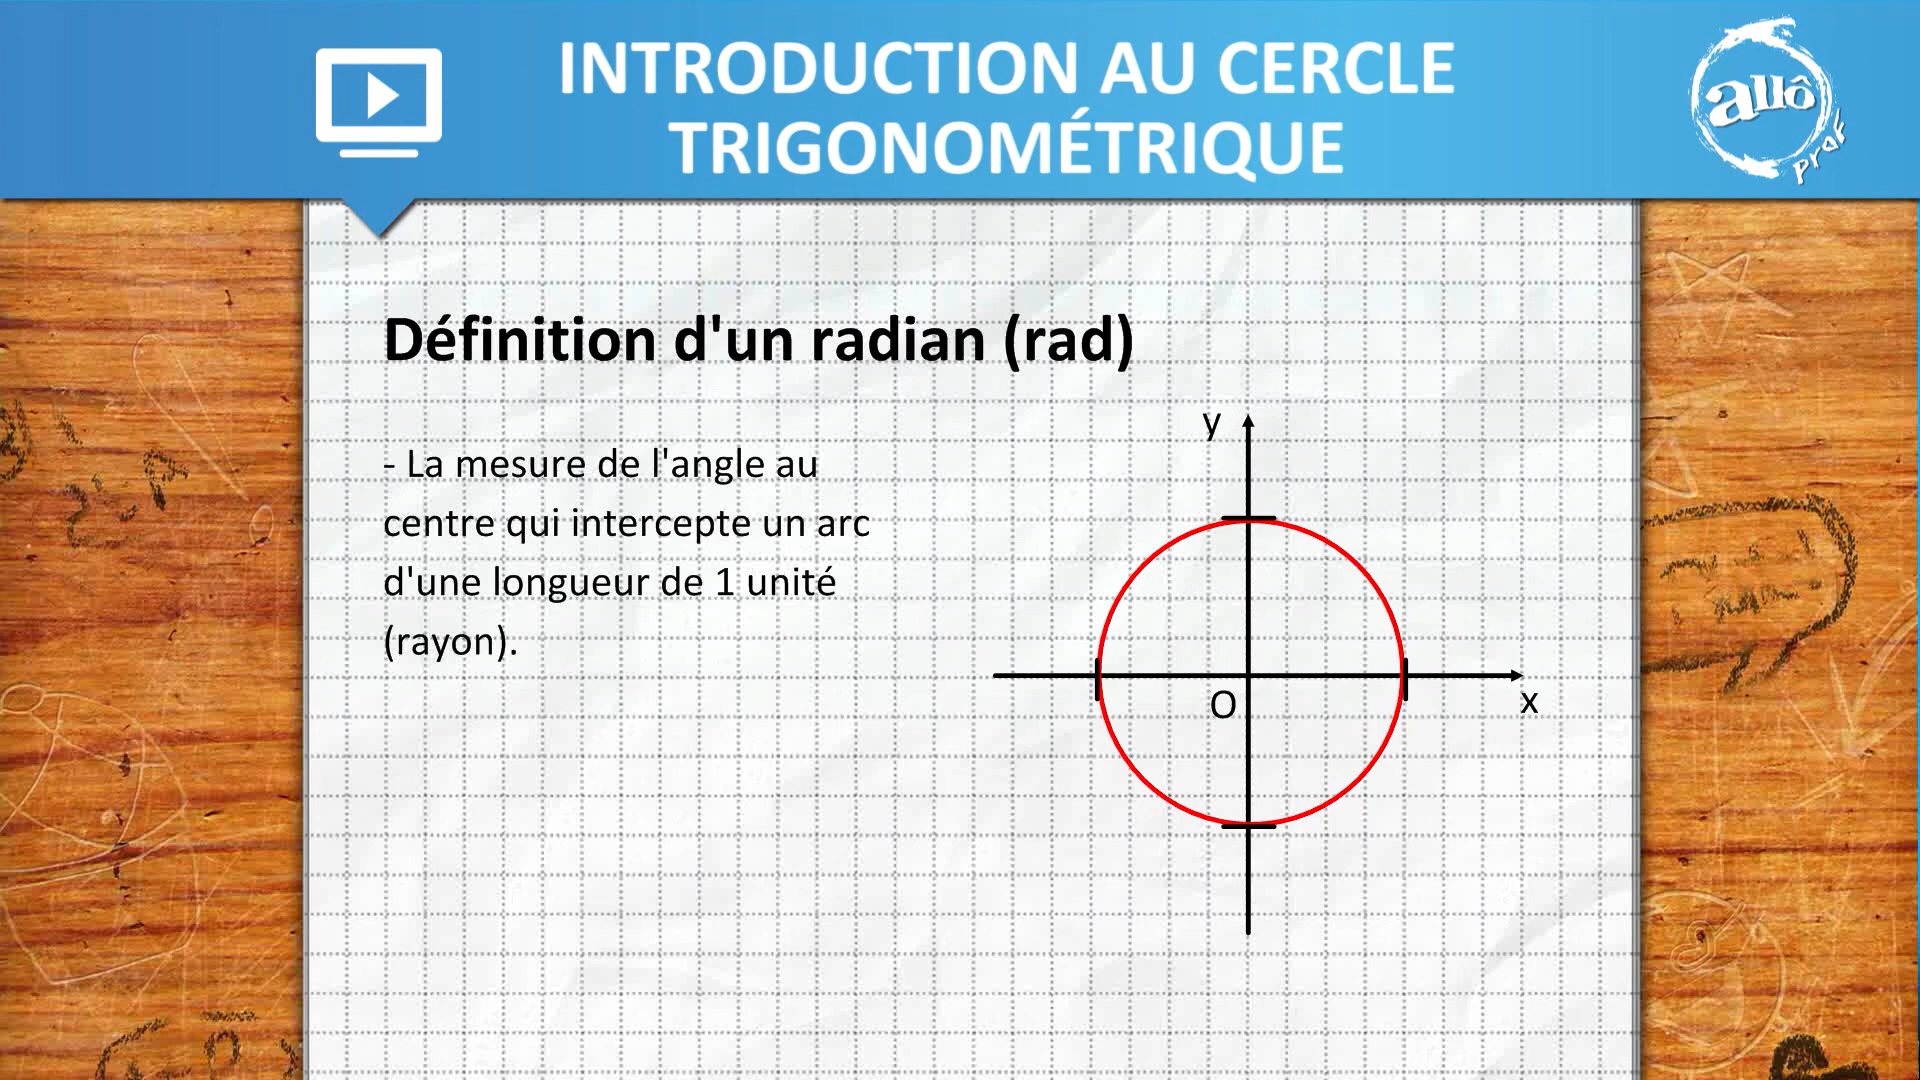 INTRODUCTION AU CERCLE
TRIGONOMÉTRIQUE
allô
prof
Définition d'un radian (rad)
- La mesure de l'angle au
centre qui intercepte un arc
d'une longueur de 1 unité
(rayon).
y
O
x